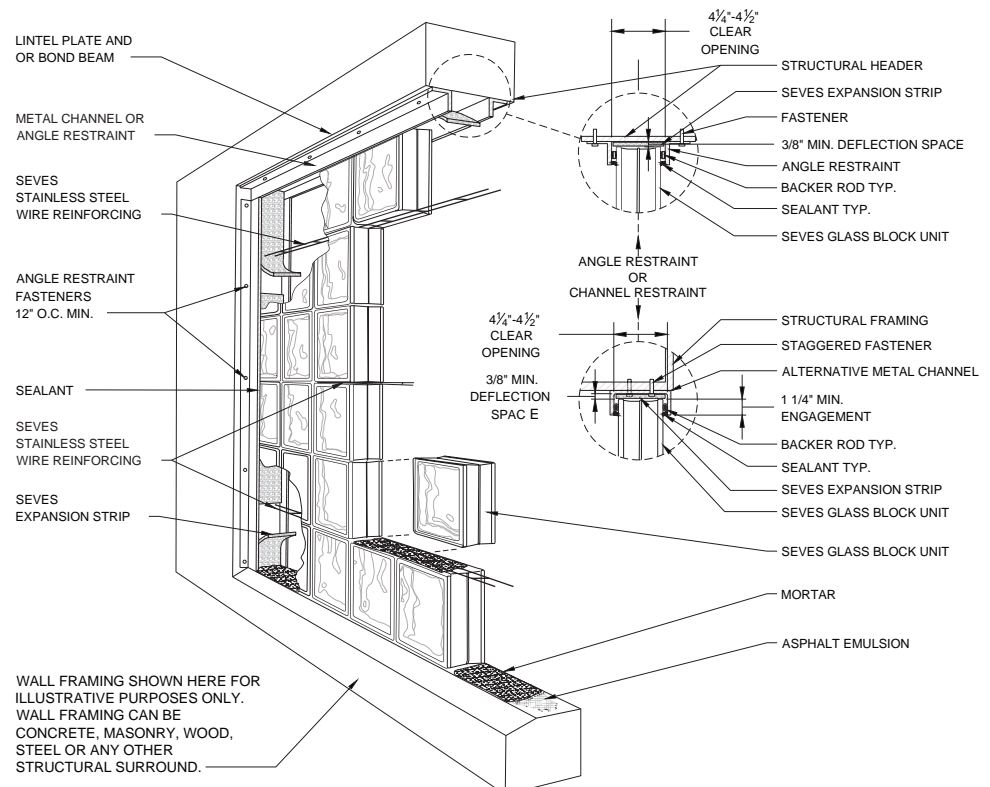 LINTEL PLATE AND
OR BOND BEAM
METAL CHANNEL OR
ANGLE RESTRAINT
SEVES
STAINLESS STEEL
WIRE REINFORCING
ANGLE RESTRAINT
FASTENERS
12" O.C. MIN.
SEALANT
SEVES
STAINLESS STEEL
WIRE REINFORCING
SEVES
EXPANSION STRIP
WALL FRAMING SHOWN HERE FOR
ILLUSTRATIVE PURPOSES ONLY.
WALL FRAMING CAN BE
CONCRETE, MASONRY, WOOD,
STEEL OR ANY OTHER
STRUCTURAL SURROUND.
4¼"-4½"
CLEAR
OPENING
STRUCTURAL HEADER
SEVES EXPANSION STRIP
FASTENER
3/8" MIN. DEFLECTION SPACE
ANGLE RESTRAINT
BACKER ROD TYP.
SEALANT TYP.
SEVES GLASS BLOCK UNIT
ANGLE RESTRAINT
OR
CHANNEL RESTRAINT
4¼"-4½"
CLEAR
OPENING
3/8" MIN.
DEFLECTION
SPAC E
STRUCTURAL FRAMING
STAGGERED FASTENER
ALTERNATIVE METAL CHANNEL
1 1/4" MIN.
ENGAGEMENT
BACKER ROD TYP.
SEALANT TYP.
SEVES EXPANSION STRIP
SEVES GLASS BLOCK UNIT
SEVES GLASS BLOCK UNIT
MORTAR
ASPHALT EMULSION